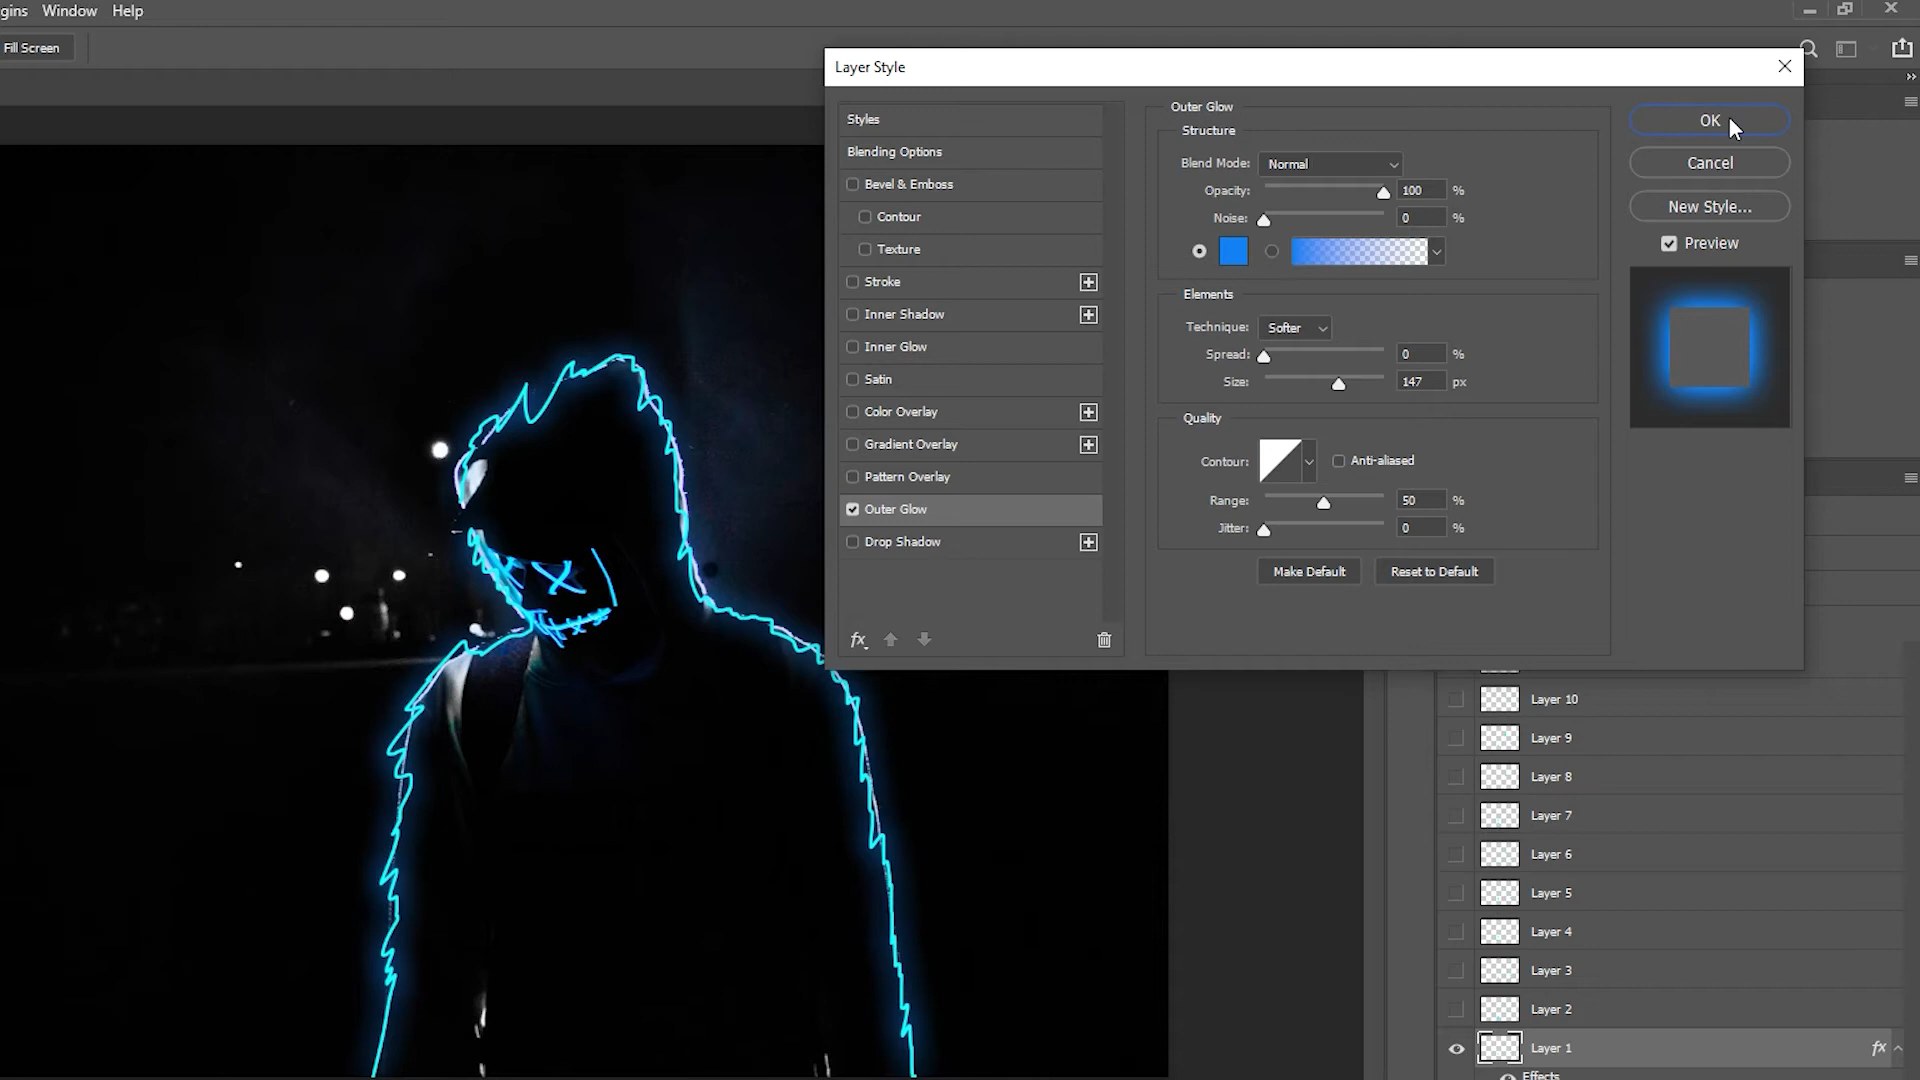 gins Window Help
Fill Screen
Layer Style
Styles
Blending Options
Bevel & Emboss
Contour
Texture
Stroke
Inner Shadow
Inner Glow
Satin
Color Overlay
Gradient Overlay
Pattern Overlay
Outer Glow
Drop Shadow
fx
Outer Glow
Structure
Blend Mode: Normal
Opacity: 100 %
Noise: 0 %
Elements
Technique: Softer
Spread: 0 %
Size: 147 px
Quality
Contour: Anti-aliased
Range: 50 %
Jitter: 0 %
Make Default Reset to Default
OK
Cancel
New Style...
Preview
Layer 10
Layer 9
Layer 8
Layer 7
Layer 6
Layer 5
Layer 4
Layer 3
Layer 2
Layer 1 fx
Effects